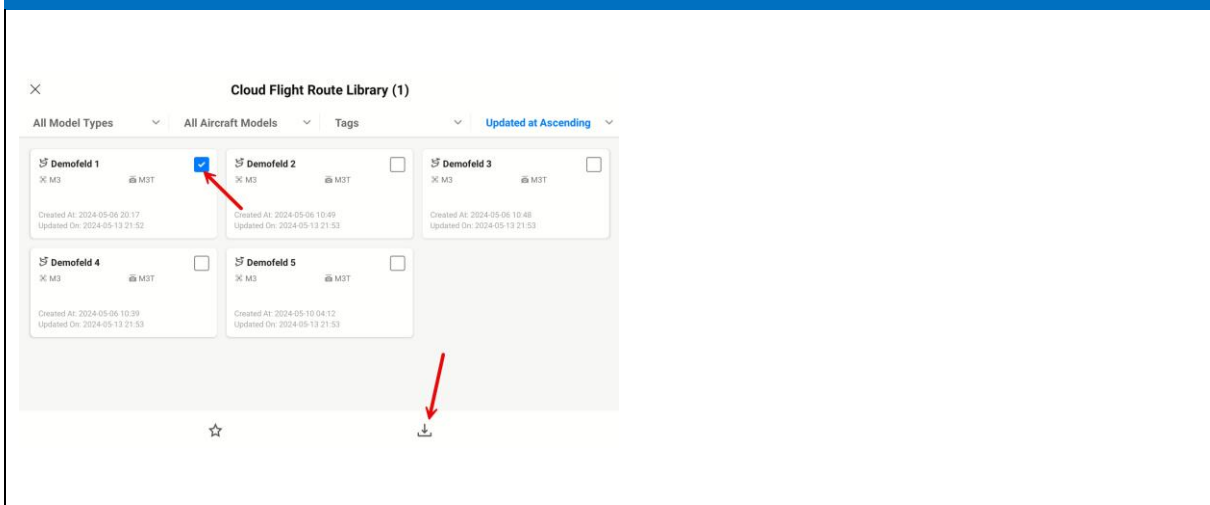 Cloud Flight Route Library (1)
All Model Types All Aircraft Models Tags Updated at Ascending
Demofeld 1
M3 M3T
Created At: 2024-05-06 20:17
Updated On: 2024-05-13 21:52
Demofeld 2
M3 M3T
Created At: 2024-05-06 10:49
Updated On: 2024-05-13 21:53
Demofeld 3
M3 M3T
Created At: 2024-05-06 10:48
Updated On: 2024-05-13 21:53
Demofeld 4
M3 M3T
Created At: 2024-05-06 10:39
Updated On: 2024-05-13 21:53
Demofeld 5
M3 M3T
Created At: 2024-05-10 04:12
Updated On: 2024-05-13 21:53